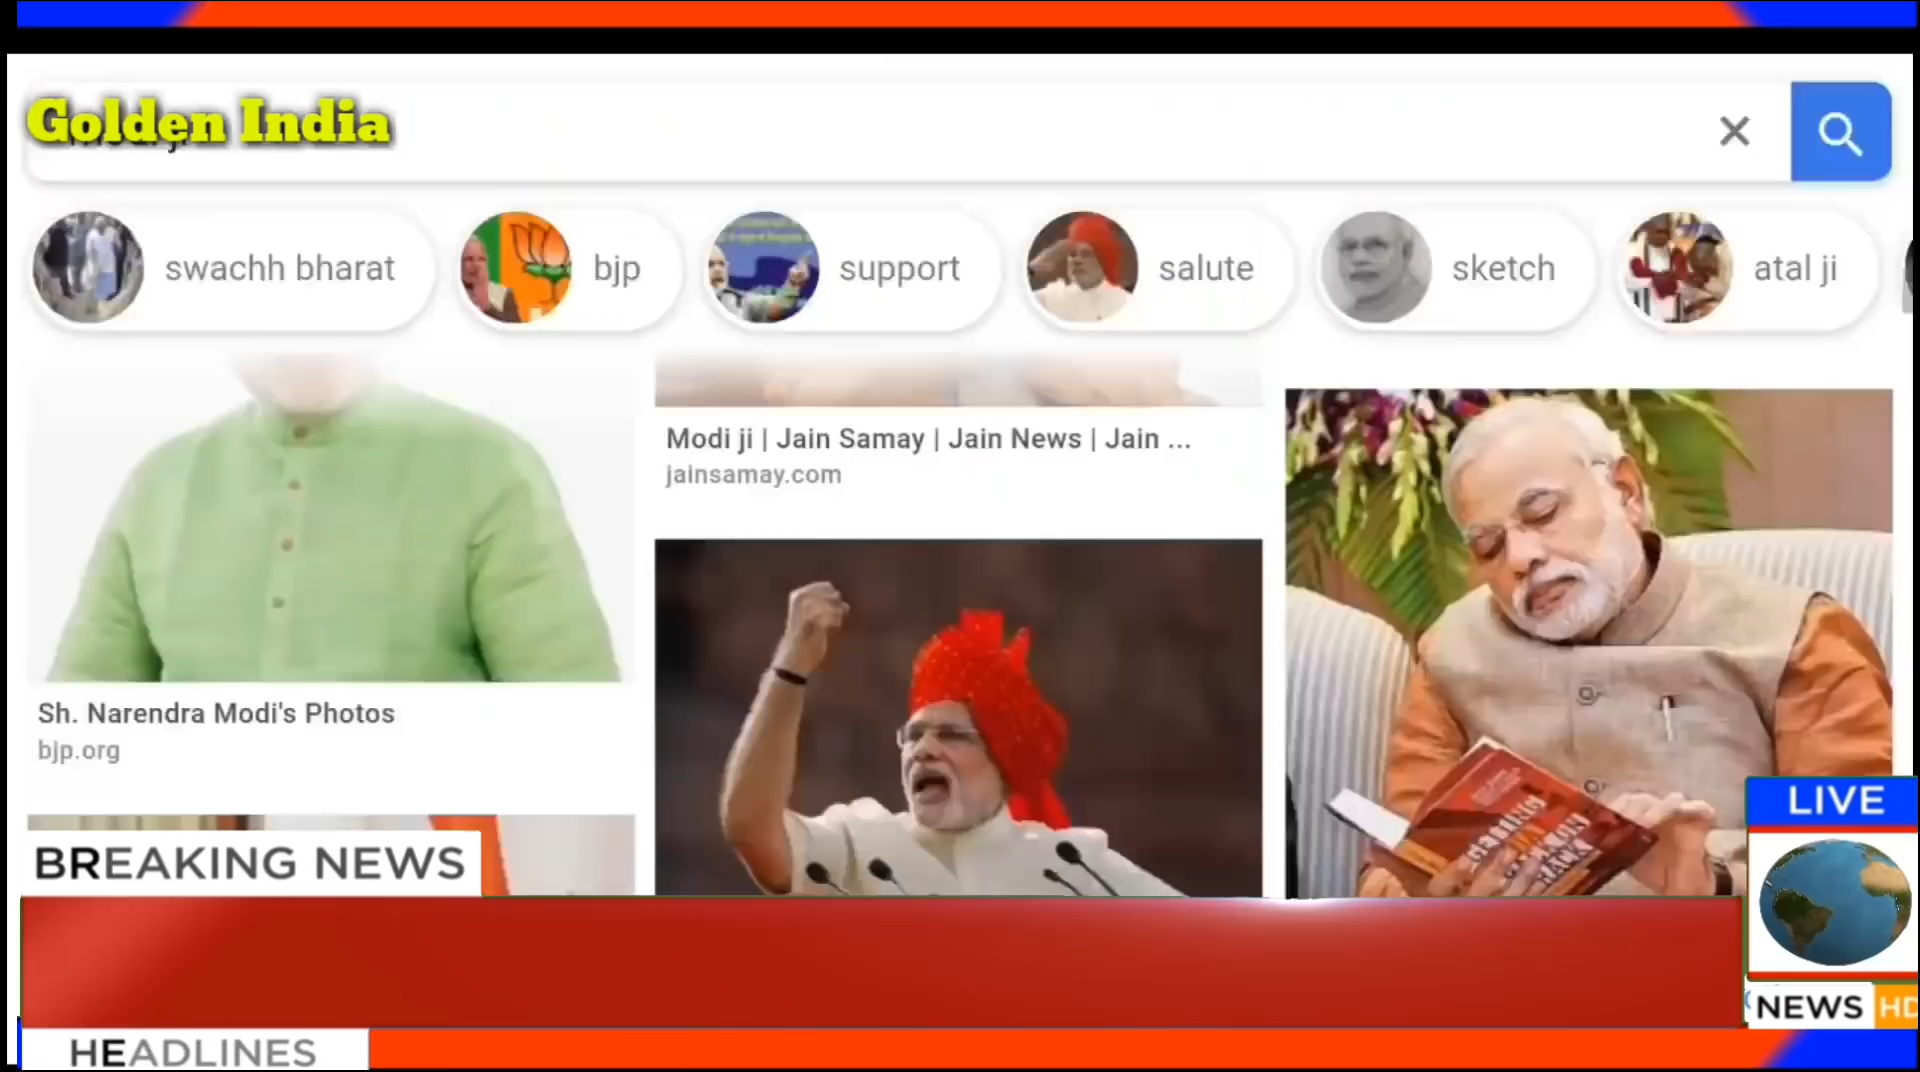 Golden India
swachh bharat
bjp
support
salute
sketch
atal ji
Modi ji | Jain Samay | Jain News | Jain ...
jainsamay.com
Sh. Narendra Modi's Photos
bjp.org
BREAKING NEWS
LIVE
NEWS HD
HEADLINES